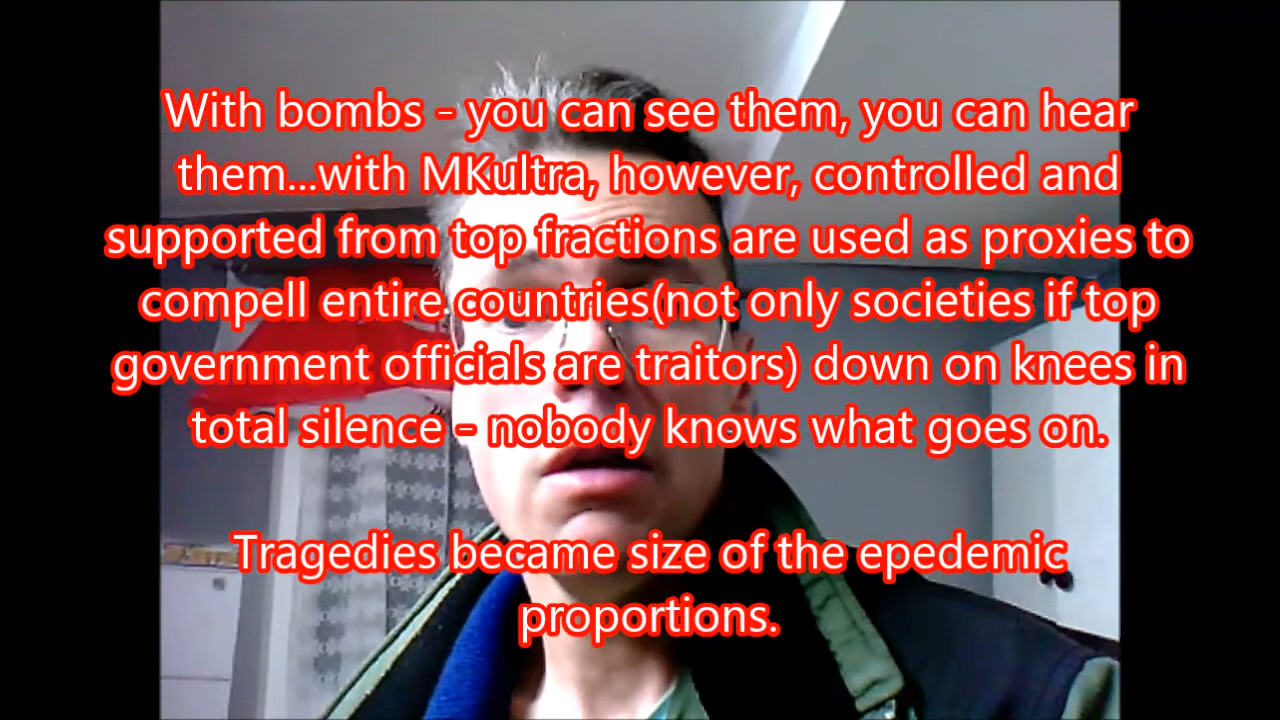 With bombs - you can see them, you can hear
them...with MKultra, however, controlled and
supported from top fractions are used as proxies to
compell entire countries(not only societies if top
government officials are traitors) down on knees in
total silence - nobody knows what goes on.
Tragedies became size of the epedemic
proportions.